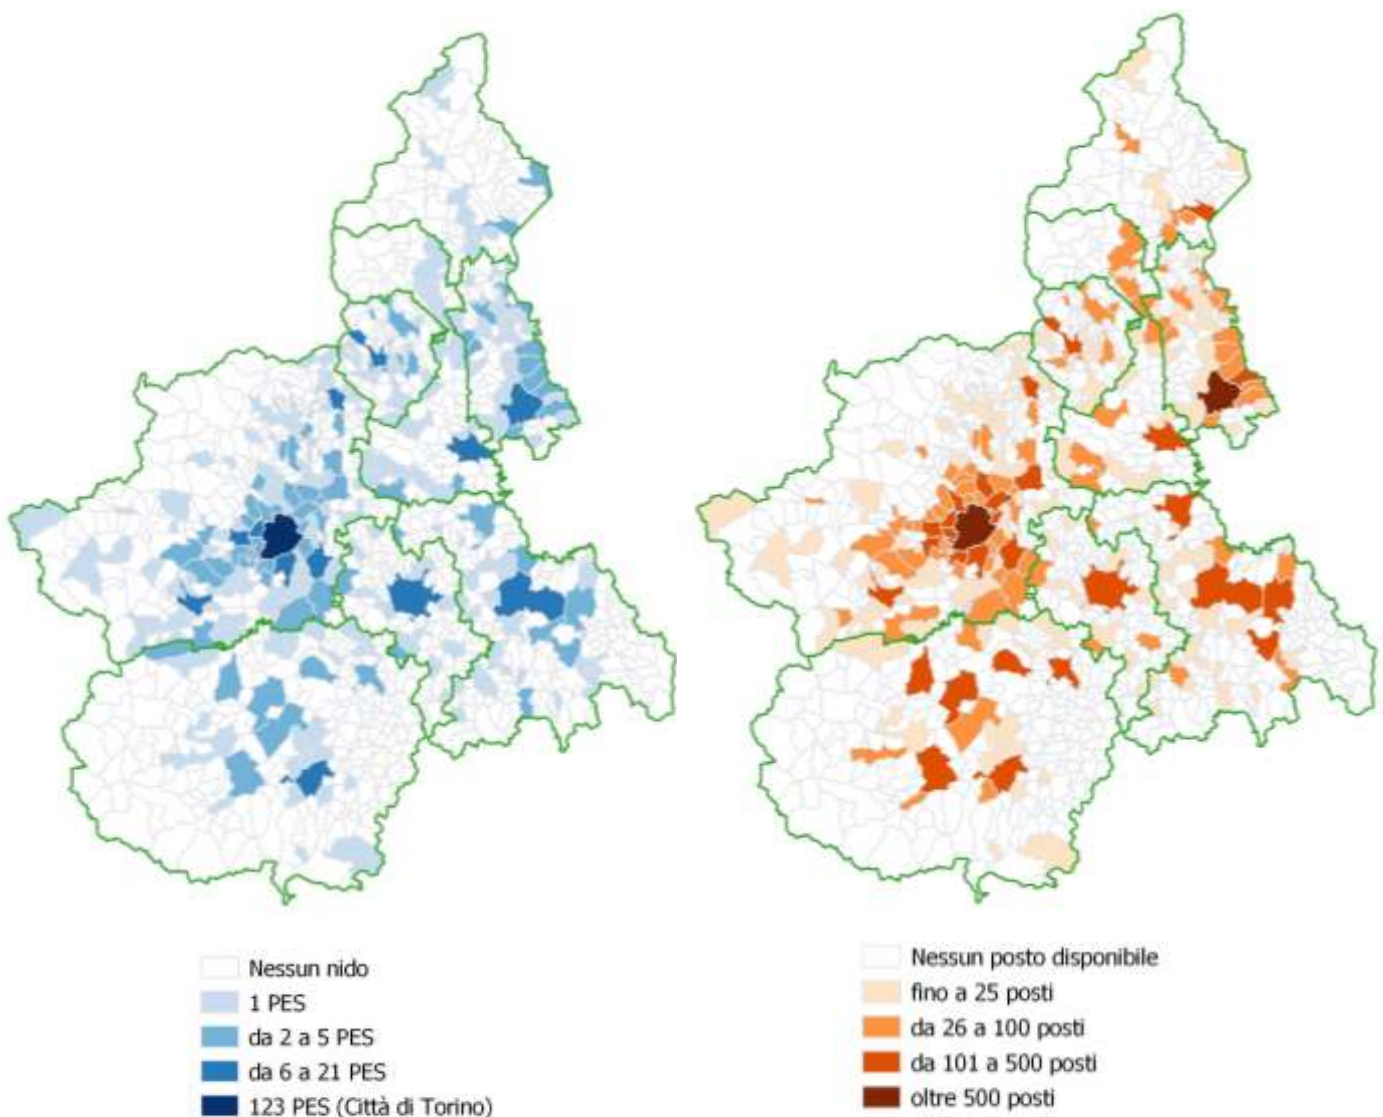 Nessun nido
1 PES
da 2 a 5 PES
da 6 a 21 PES
123 PES (Città di Torino)
Nessun posto disponibile
fino a 25 posti
da 26 a 100 posti
da 101 a 500 posti
oltre 500 posti